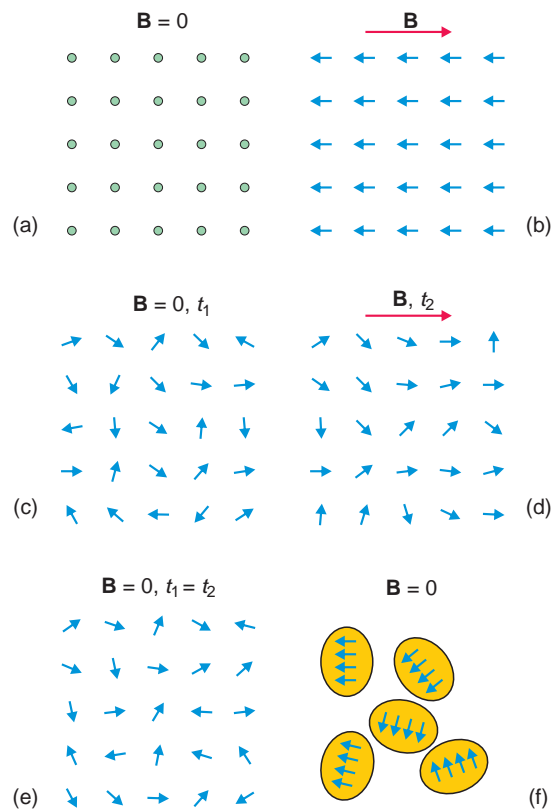 B = 0
B
(a)
(b)
B = 0, t₁
B, t₂
(c)
(d)
B = 0, t₁ = t₂
B = 0
(e)
(f)